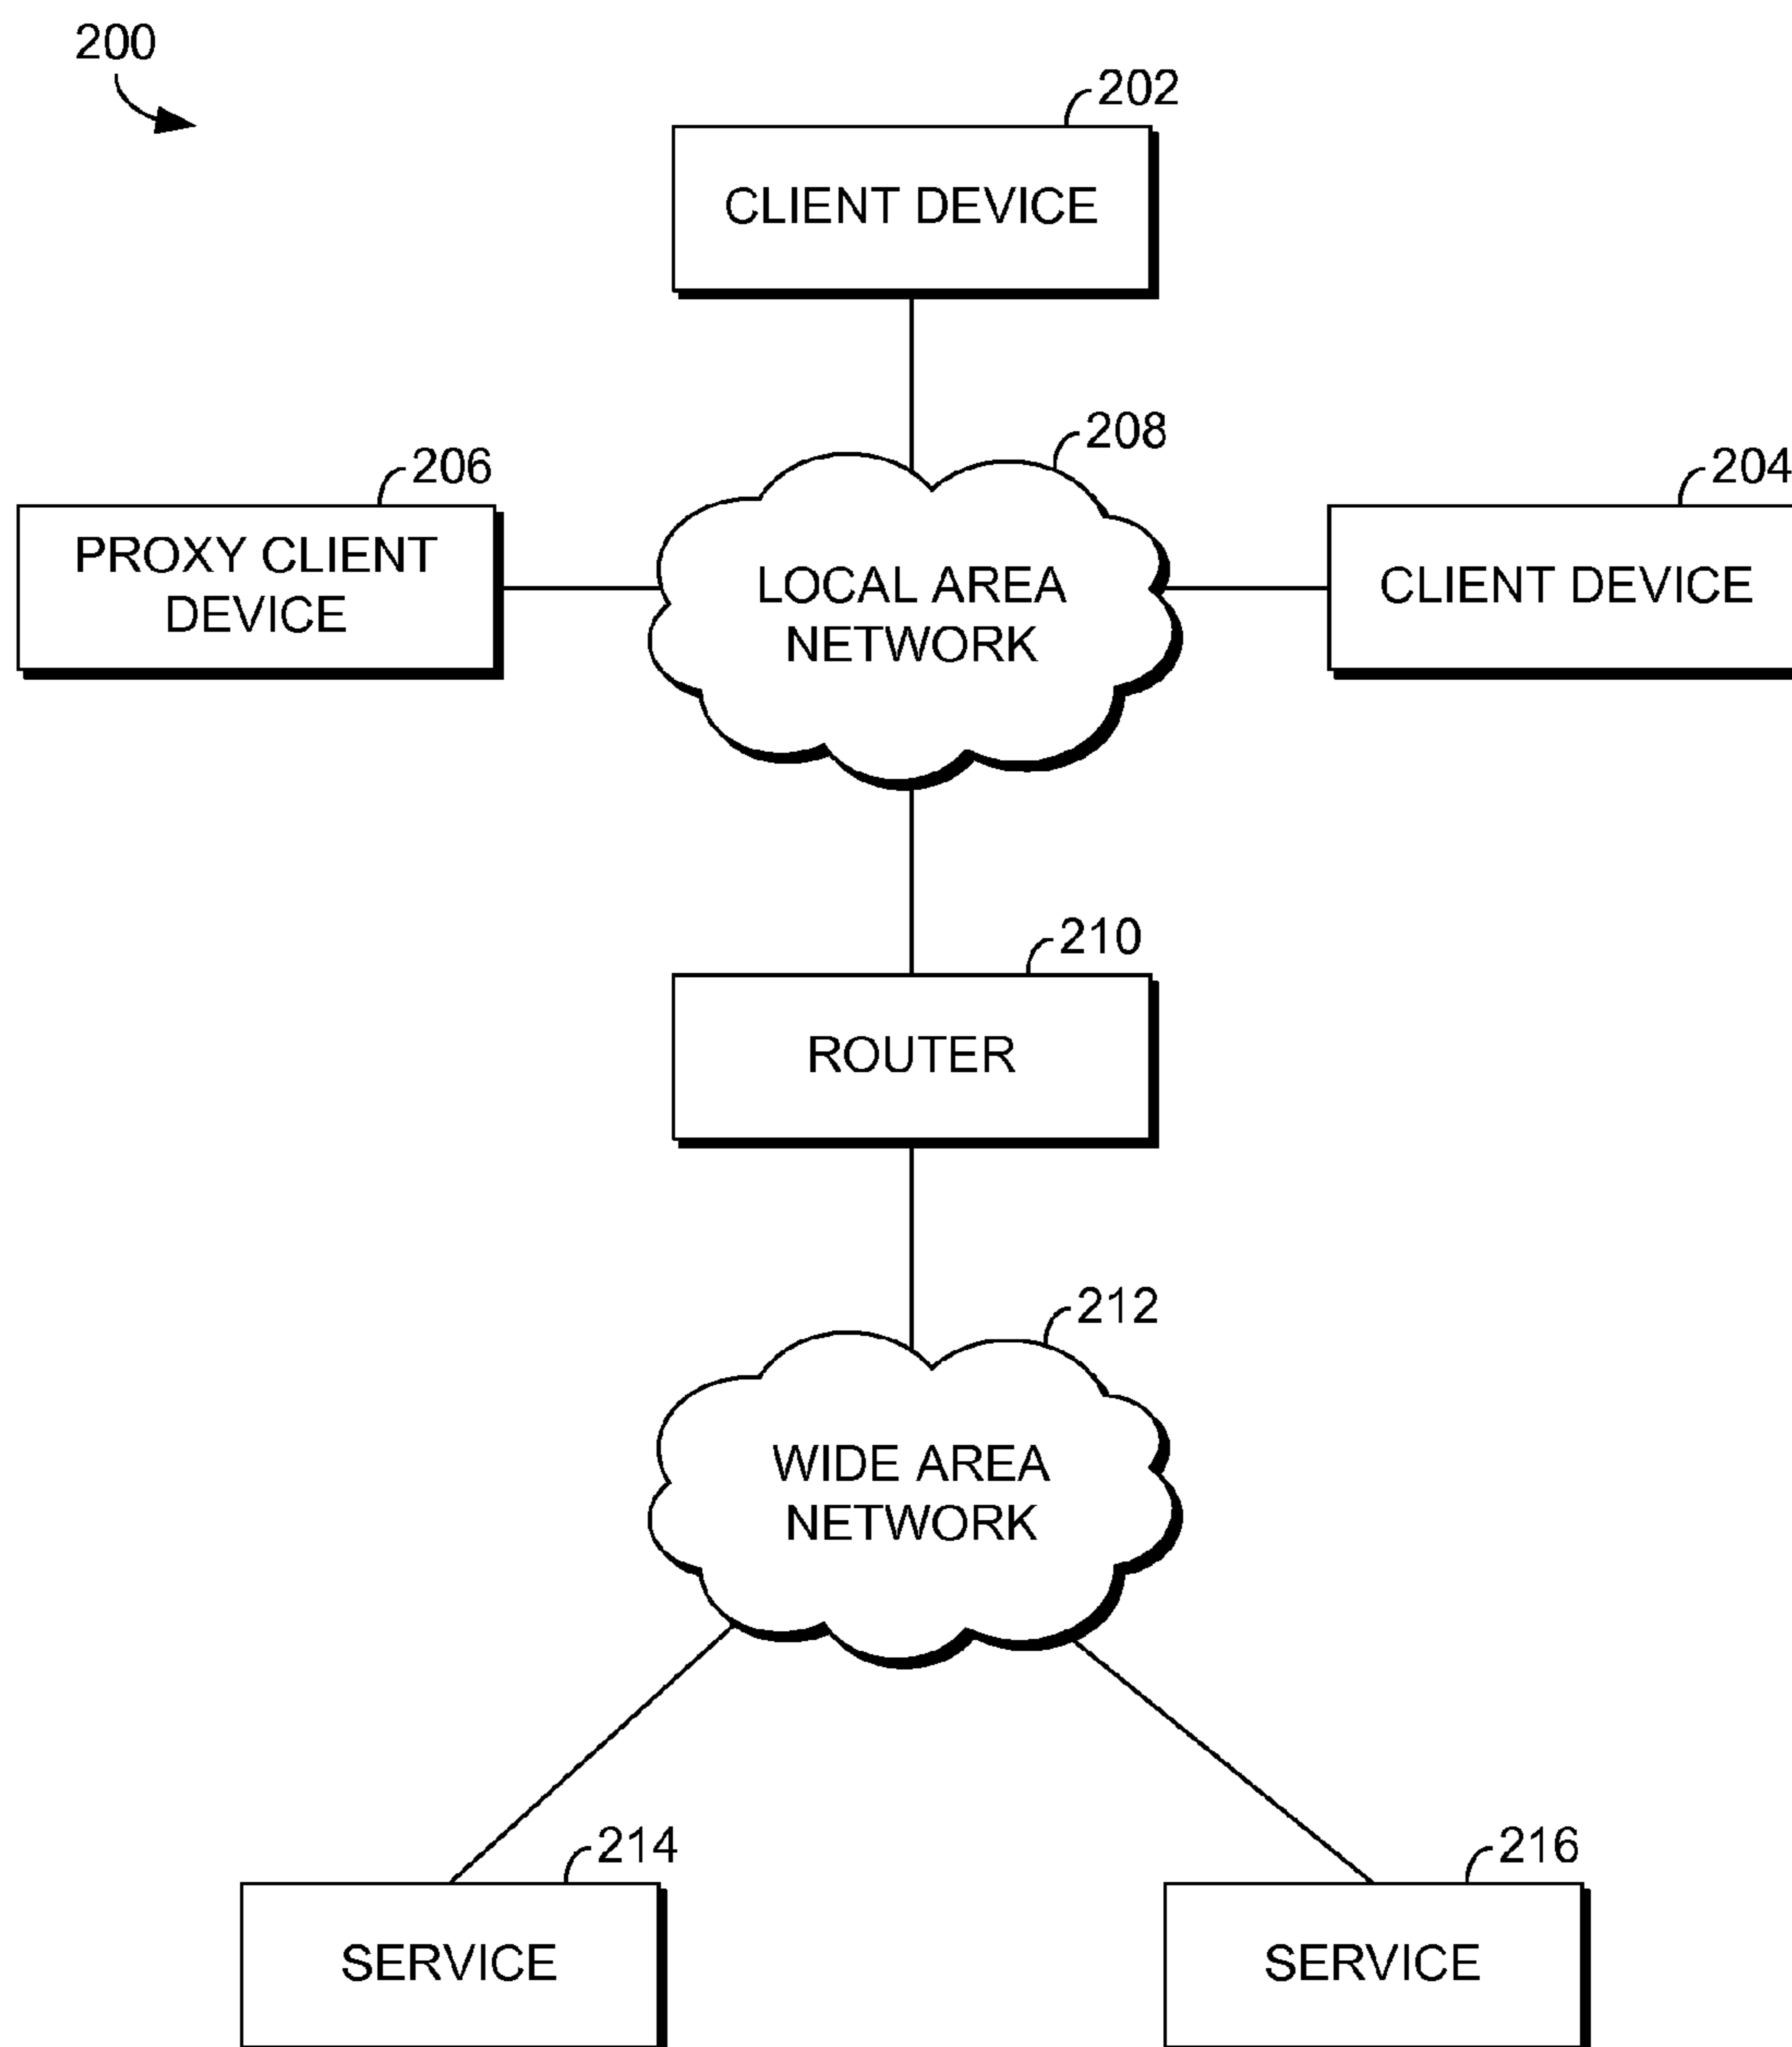 200
202
CLIENT DEVICE
208
206
204
PROXY CLIENT
DEVICE
LOCAL AREA
NETWORK
CLIENT DEVICE
210
ROUTER
212
WIDE AREA
NETWORK
214
216
SERVICE
SERVICE